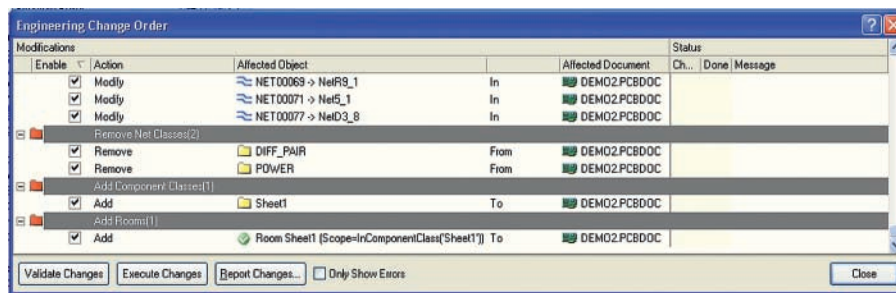 Engineering Change Order
Modifications Status
Enable Action Affected Object Affected Document Ch... Done Message
Modify NET00069 -> NetR9_1 In DEMO2.PCBDOC
Modify NET00071 -> Net5_1 In DEMO2.PCBDOC
Modify NET00077 -> NetD3_8 In DEMO2.PCBDOC
Remove Net Classes(2)
Remove DIFF_PAIR From DEMO2.PCBDOC
Remove POWER From DEMO2.PCBDOC
Add Component Classes(1)
Add Sheet1 To DEMO2.PCBDOC
Add Rooms(1)
Add Room Sheet1 (Scope=InComponentClass('Sheet1')) To DEMO2.PCBDOC
Validate Changes Execute Changes Report Changes... Only Show Errors Close